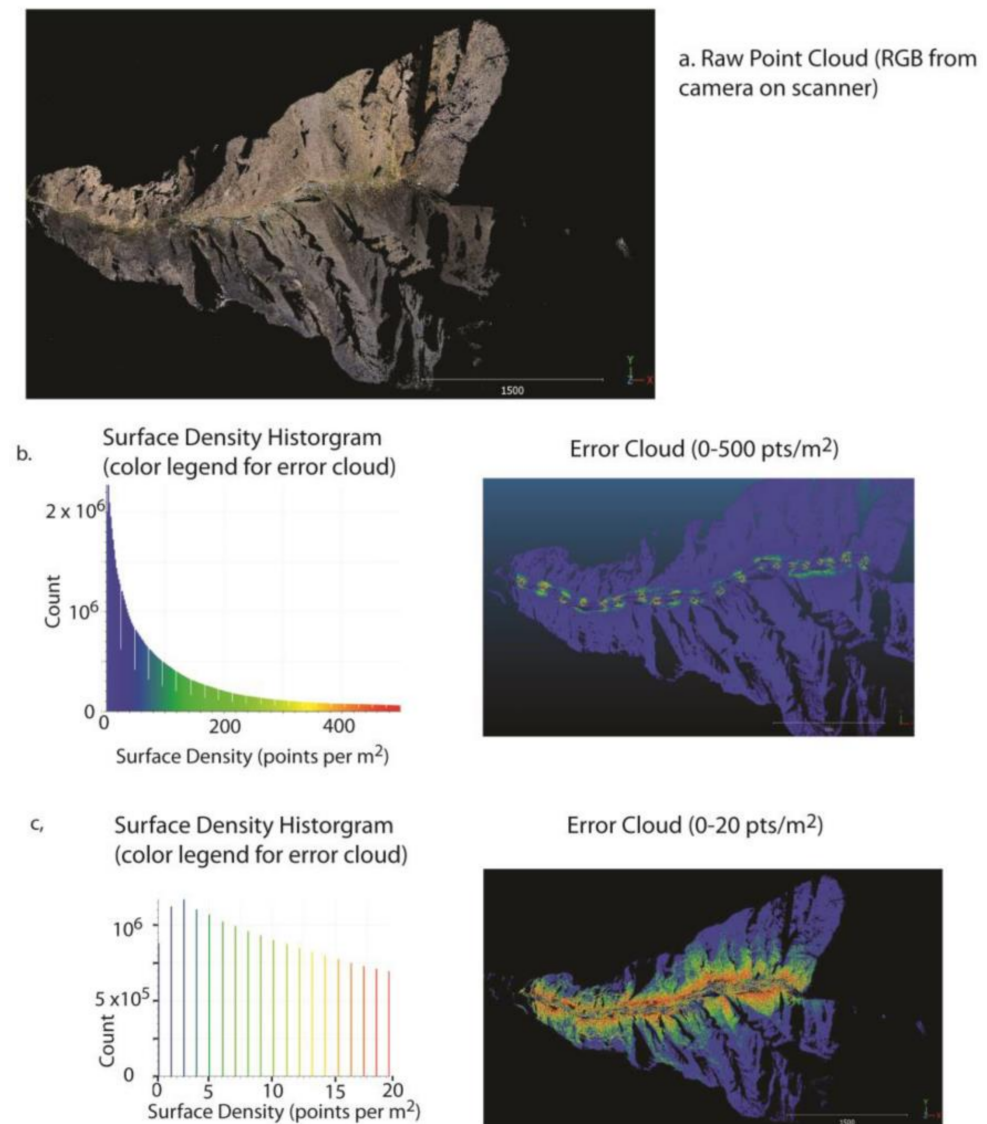 a. Raw Point Cloud (RGB from
camera on scanner)
Y
Z X
1500
b.
Surface Density Historgram
(color legend for error cloud)
Error Cloud (0-500 pts/m²)
2 x 10⁶
10⁶
0
Count
0 200 400
Surface Density (points per m²)
c,
Surface Density Historgram
(color legend for error cloud)
Error Cloud (0-20 pts/m²)
10⁶
5 x10⁵
0
Count
0 5 10 15 20
Surface Density (points per m²)
1500